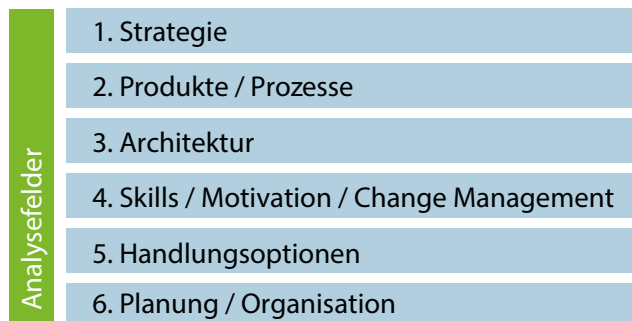 Analysefelder
1. Strategie
2. Produkte / Prozesse
3. Architektur
4. Skills / Motivation / Change Management
5. Handlungsoptionen
6. Planung / Organisation